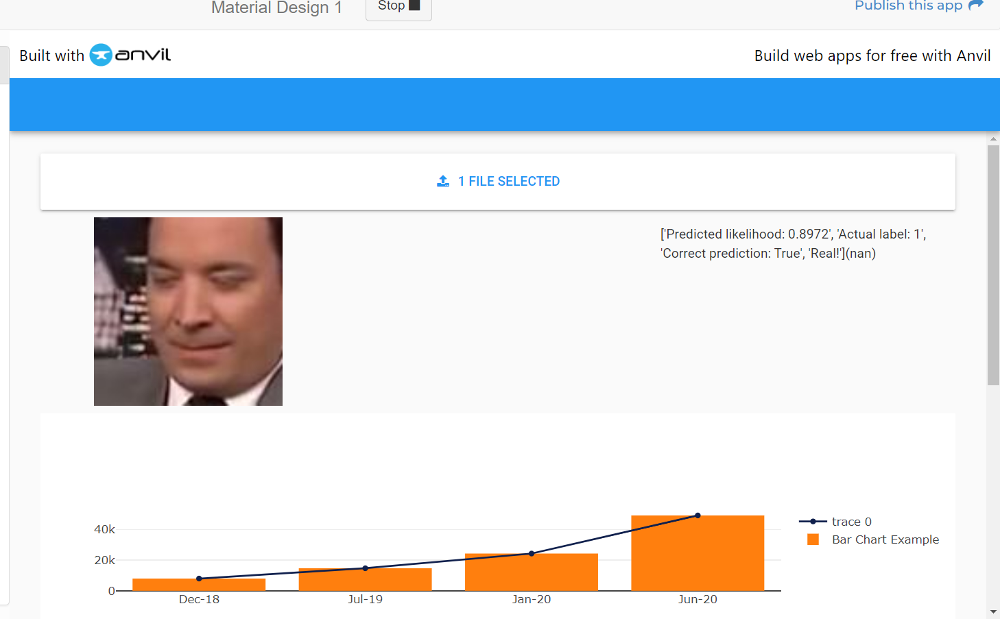 Material Design 1
Stop
Publish this app
Built with anvil
Build web apps for free with Anvil
1 FILE SELECTED
['Predicted likelihood: 0.8972', 'Actual label: 1',
'Correct prediction: True', 'Real!'](nan)
40k
20k
0
Dec-18
Jul-19
Jan-20
Jun-20
trace 0
Bar Chart Example